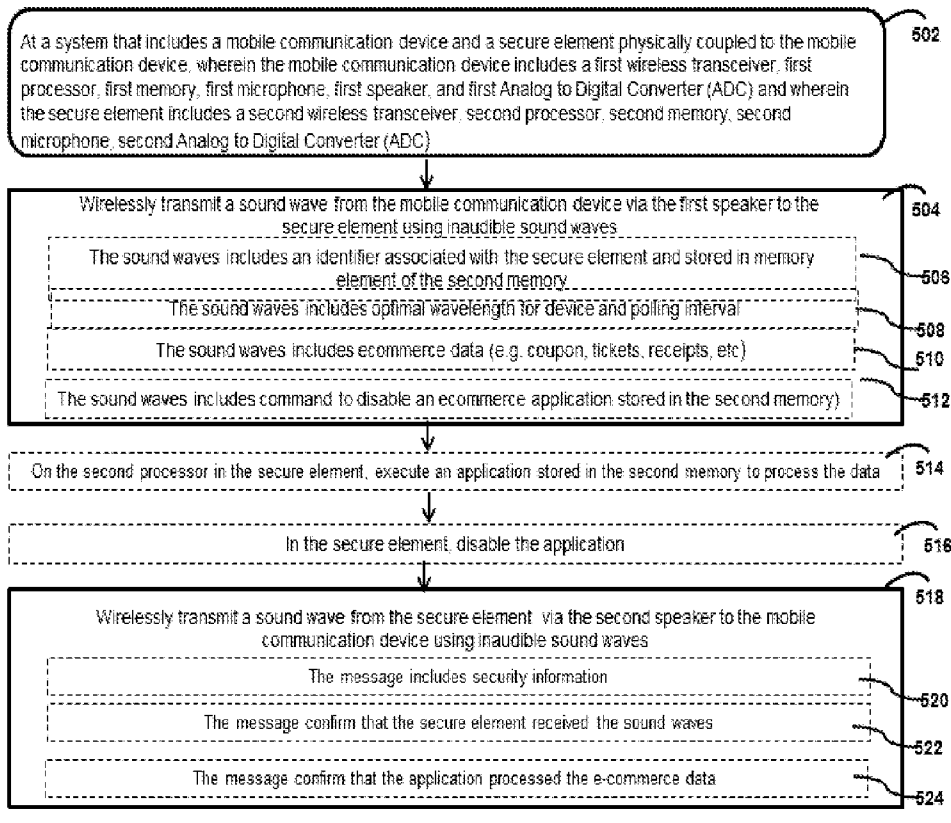 At a system that includes a mobile communication device and a secure element physically coupled to the mobile
communication device, wherein the mobile communication device includes a first wireless transceiver, first
processor, first memory, first microphone, first speaker, and first Analog to Digital Converter (ADC) and wherein
the secure element includes a second wireless transceiver, second processor, second memory, second
microphone, second Analog to Digital Converter (ADC)
502
Wirelessly transmit a sound wave from the mobile communication device via the first speaker to the
secure element using inaudible sound waves
504
The sound waves includes an identifier associated with the secure element and stored in memory
element of the second memory
506
The sound waves includes optimal wavelength for device and polling interval
508
The sound waves includes ecommerce data (e.g. coupon, tickets, receipts, etc)
510
The sound waves includes command to disable an ecommerce application stored in the second memory)
512
On the second processor in the secure element, execute an application stored in the second memory to process the data
514
In the secure element, disable the application
516
518
Wirelessly transmit a sound wave from the secure element via the second speaker to the mobile
communication device using inaudible sound waves
The message includes security information
520
The message confirm that the secure element received the sound waves
522
The message confirm that the application processed the e-commerce data
524